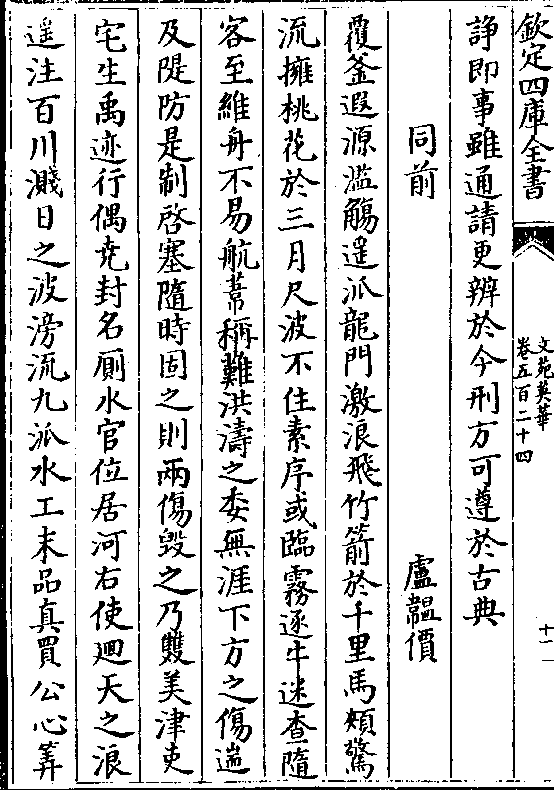 欽定四庫全書
文苑英華
卷五百二十四
十一
諍即事雖通請更辨於今刑方可遵於古典
同前
盧韞價
覆釜遐源濫觴遥派龍門激浪飛竹箭於千里馬頰驚
流擁桃花於三月尺波不住素序或臨霧逐牛迷查隨
客至維舟不易航葦稱難洪濤之委無涯下方之傷遄
及隄防是制啓塞隨時固之則兩傷毁之乃雙美津吏
宅生禹迹行偶尭封名厠水官位居河右使廻天之浪
遥注百川濺日之波滂流九派水工末品真買公心筭